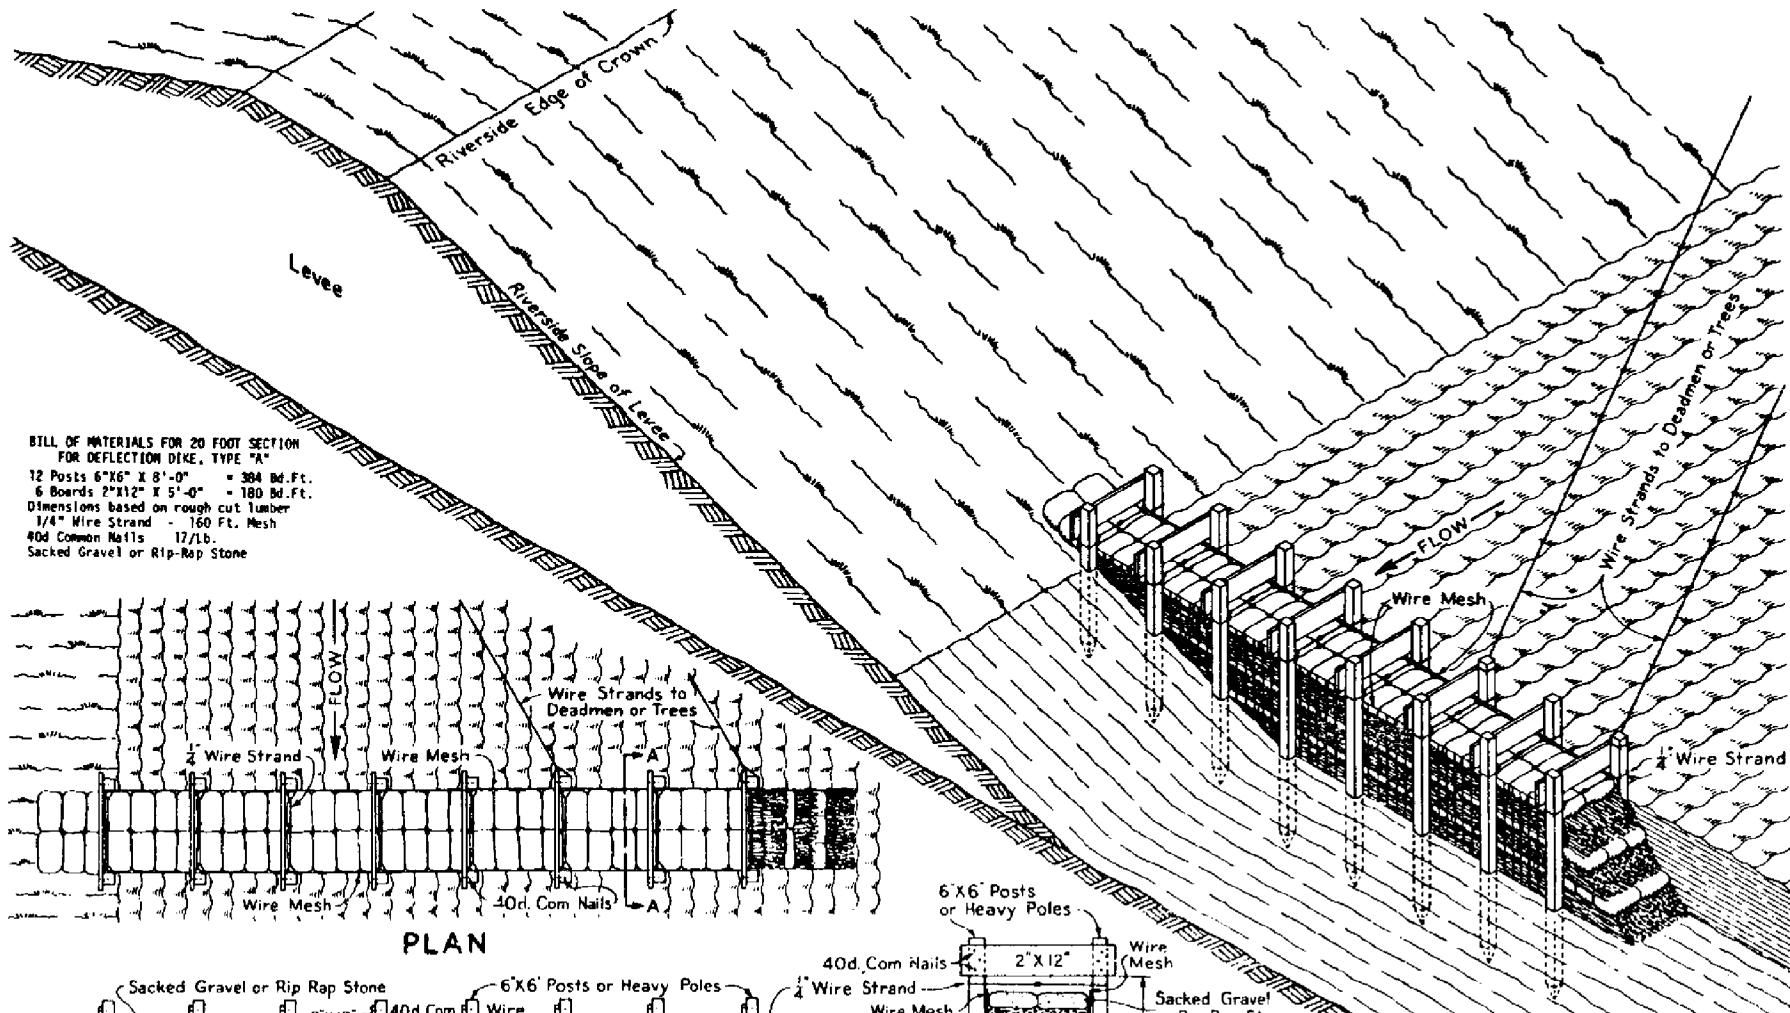 Riverside Edge of Crown
Levee
Riverside Slope of Levee
Wire Strands to Deadmen or Trees
FLOW
Wire Mesh
1/4" Wire Strand
BILL OF MATERIALS FOR 20 FOOT SECTION
FOR DEFLECTION DIKE, TYPE "A"
12 Posts 6"X6" X 8'-0" = 384 Bd.Ft.
6 Boards 2"X12" X 5'-0" = 180 Bd.Ft.
Dimensions based on rough cut lumber
1/4" Wire Strand - 160 Ft. Mesh
40d Common Nails 17/Lb.
Sacked Gravel or Rip-Rap Stone
FLOW
Wire Strands to
Deadmen or Trees
1/4" Wire Strand
Wire Mesh
A
Wire Mesh
40d. Com Nails
A
PLAN
6"X6" Posts
or Heavy Poles
40d. Com Nails
2"X12"
Wire
Mesh
1/4" Wire Strand
Wire Mesh
Sacked Gravel
Sacked Gravel or Rip Rap Stone
6"X6" Posts or Heavy Poles
40d Com
Wire